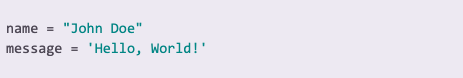 name = "John Doe"
message = 'Hello, World!'